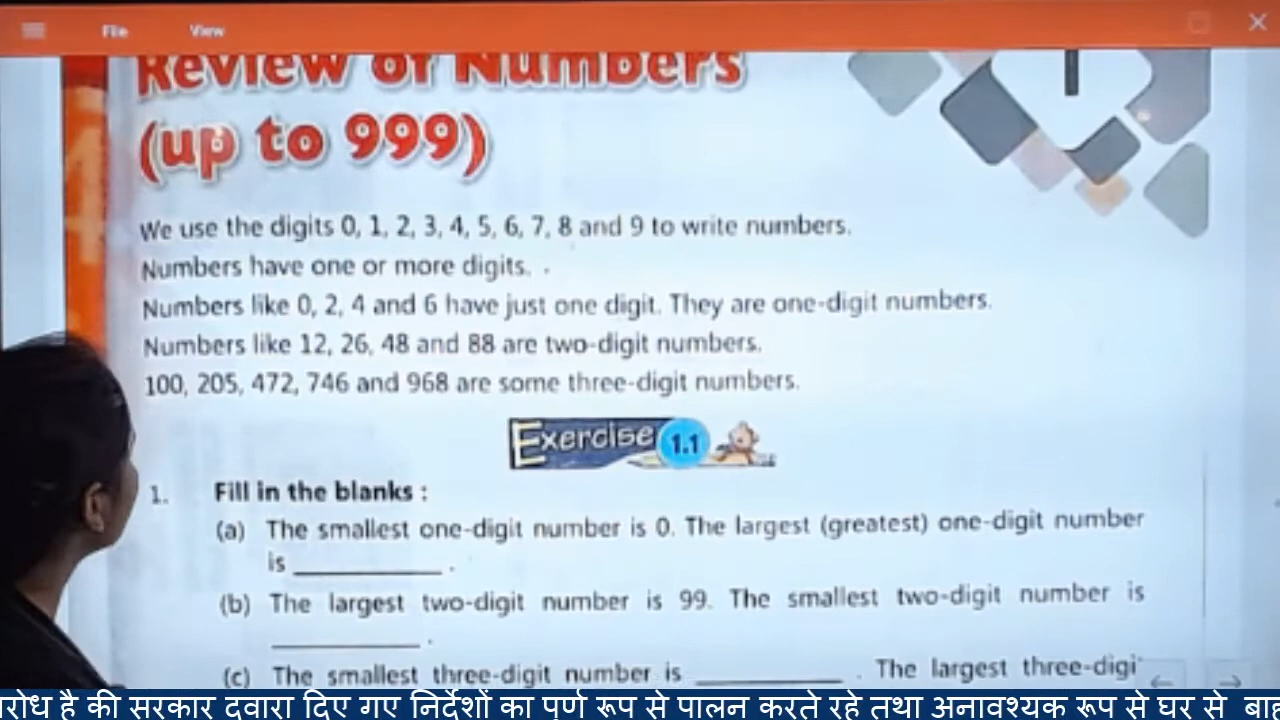 File View
Review of Numbers
(up to 999)
We use the digits 0, 1, 2, 3, 4, 5, 6, 7, 8 and 9 to write numbers.
Numbers have one or more digits.
Numbers like 0, 2, 4 and 6 have just one digit. They are one-digit numbers.
Numbers like 12, 26, 48 and 88 are two-digit numbers.
100, 205, 472, 746 and 968 are some three-digit numbers.
Exercise 1.1
1. Fill in the blanks :
(a) The smallest one-digit number is 0. The largest (greatest) one-digit number
is __________ .
(b) The largest two-digit number is 99. The smallest two-digit number is
__________ .
(c) The smallest three-digit number is __________ . The largest three-digi
है की सरकार दवारा दिए गए निर्देशों का पूर्ण रूप से पालन करते रहे तथा अनावश्यक रूप से घर से